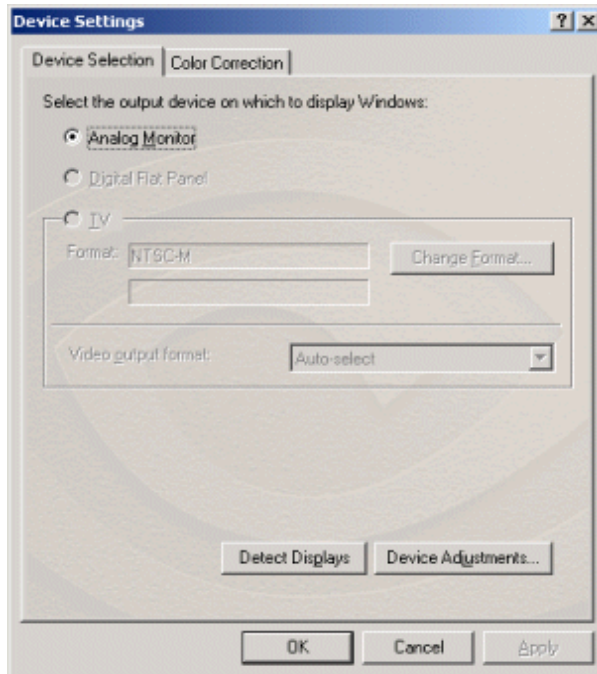 Device Settings
Device Selection
Color Correction
Select the output device on which to display Windows:
Analog Monitor
Digital Flat Panel
TV
Format:
NTSC-M
Change Format...
Video output format:
Auto-select
Detect Displays
Device Adjustments...
OK
Cancel
Apply